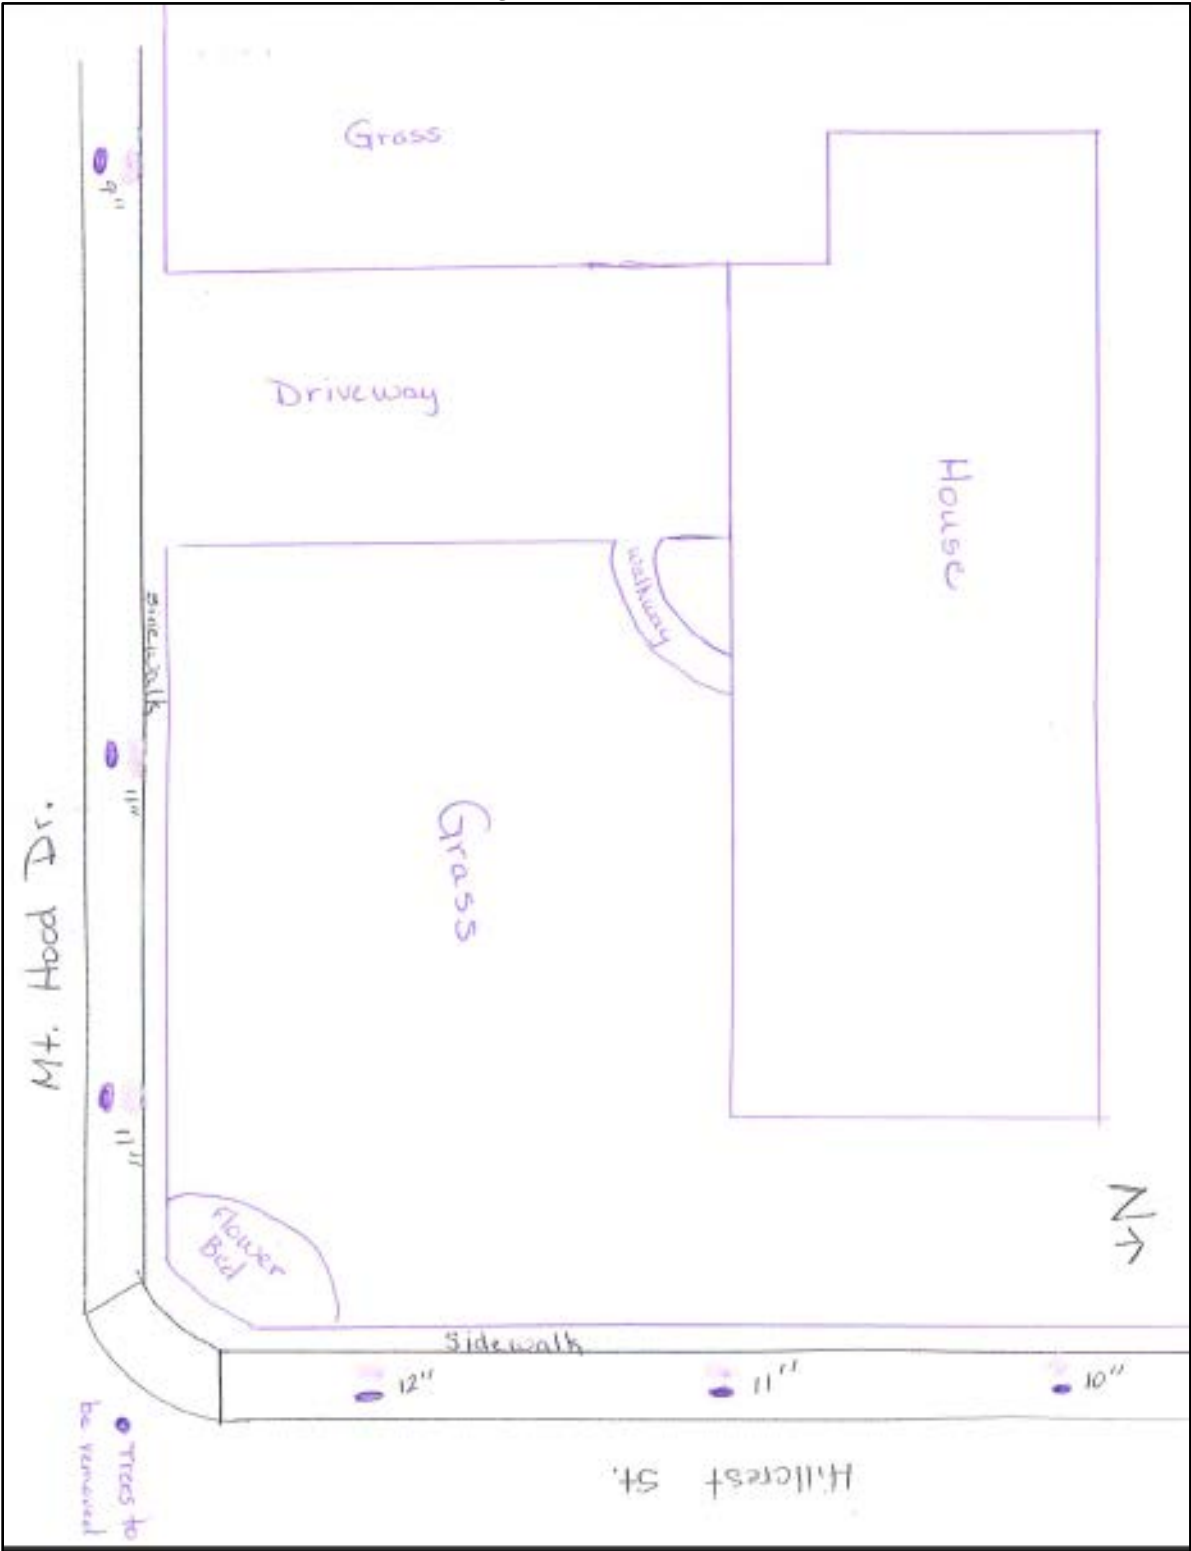 Grass
9"
Driveway
House
Walkway
Sidewalk
11"
Grass
Mt. Hood Dr.
11"
N
Flower
Bed
Sidewalk
12"
11"
10"
Trees to
be removed
Hillcrest St.